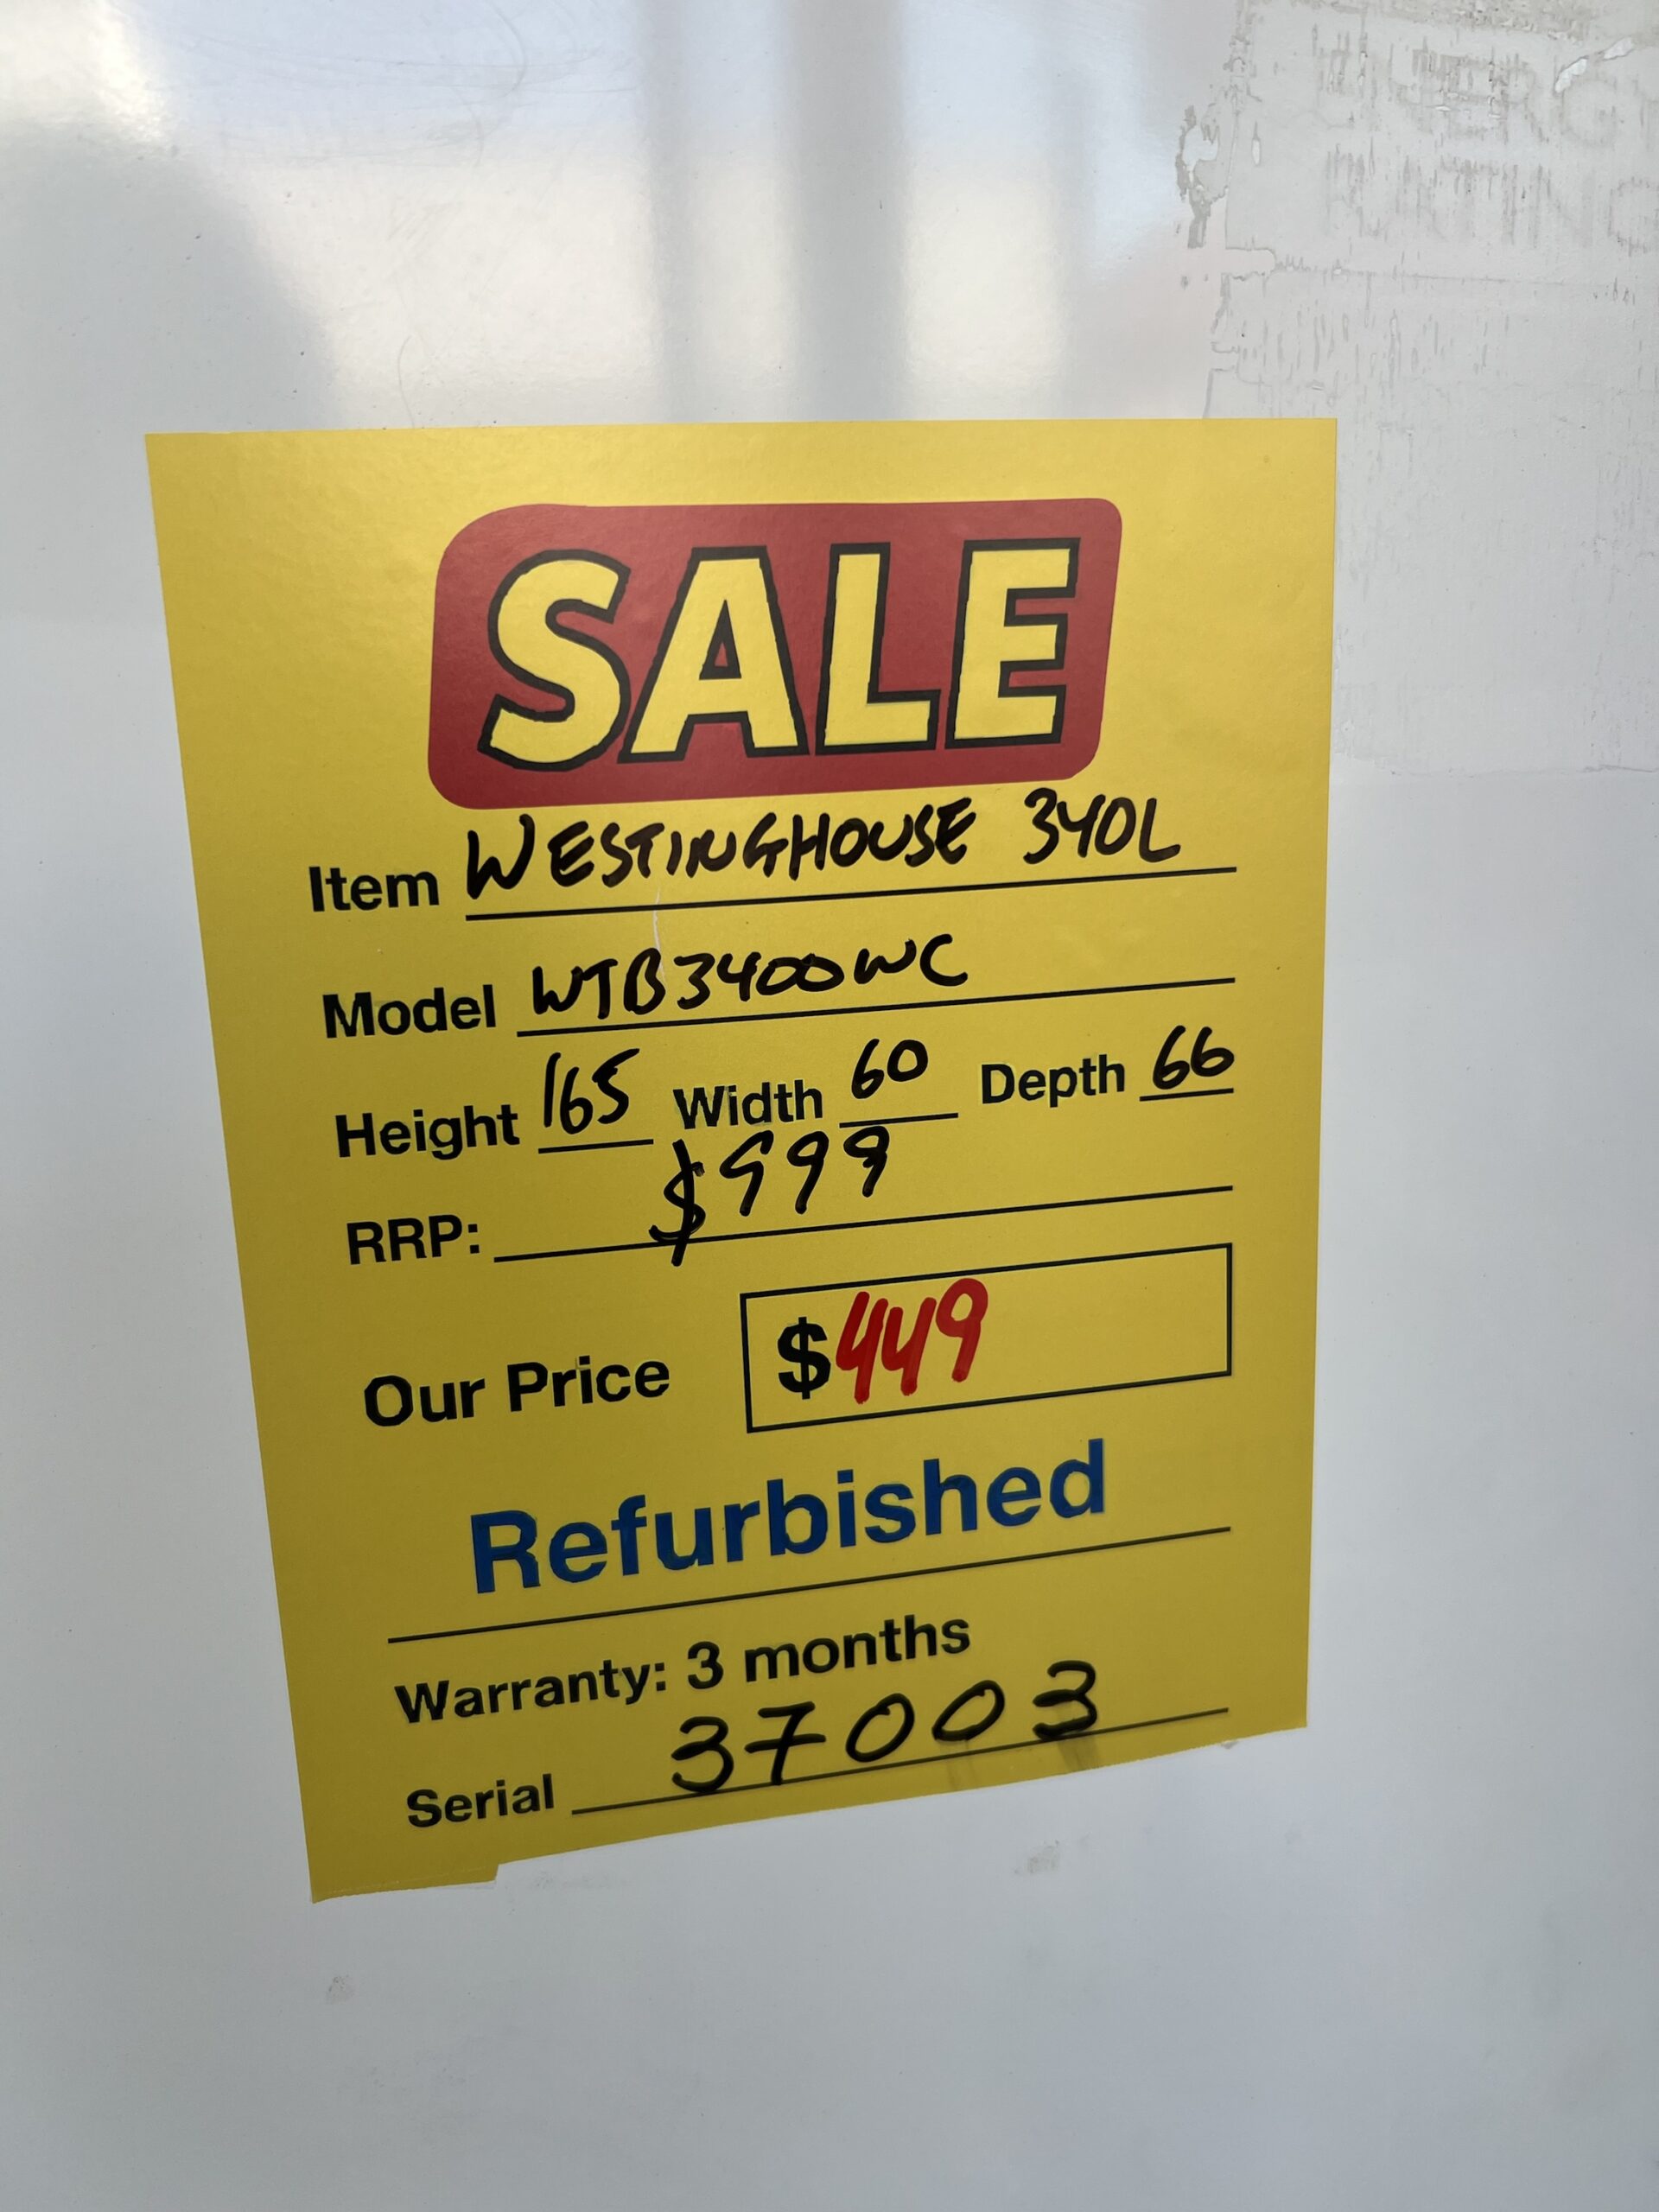 SALE
Item WESTINGHOUSE 340L
Model WTB3400WC
Height 165 Width 60 Depth 66
RRP: $999
Our Price $449
Refurbished
Warranty: 3 months
Serial 37003